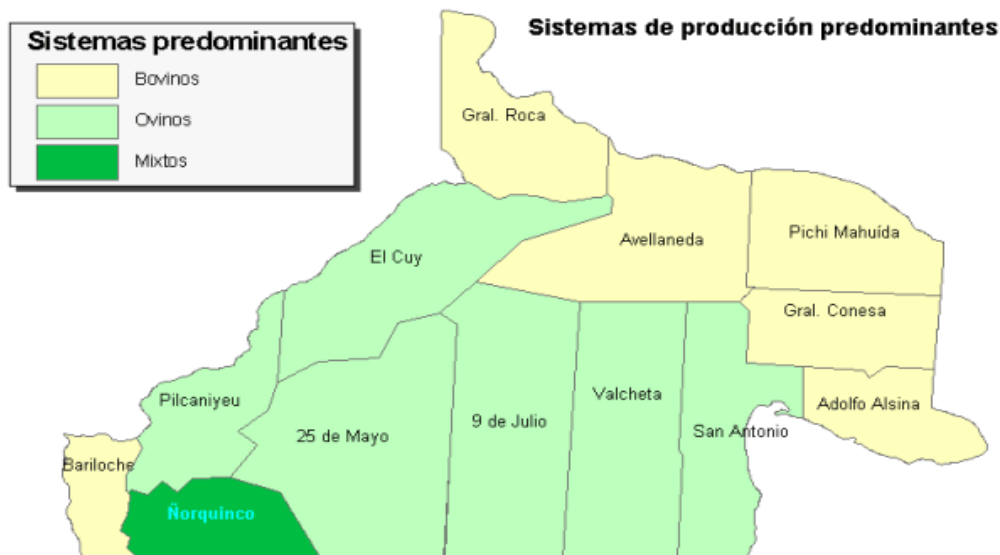 Sistemas de producción predominantes
Sistemas predominantes
Bovinos
Ovinos
Mixtos
Gral. Roca
Avellaneda
Pichi Mahuída
El Cuy
Gral. Conesa
Pilcaniyeu
Valcheta
Adolfo Alsina
9 de Julio
25 de Mayo
San Antonio
Bariloche
Ñorquinco